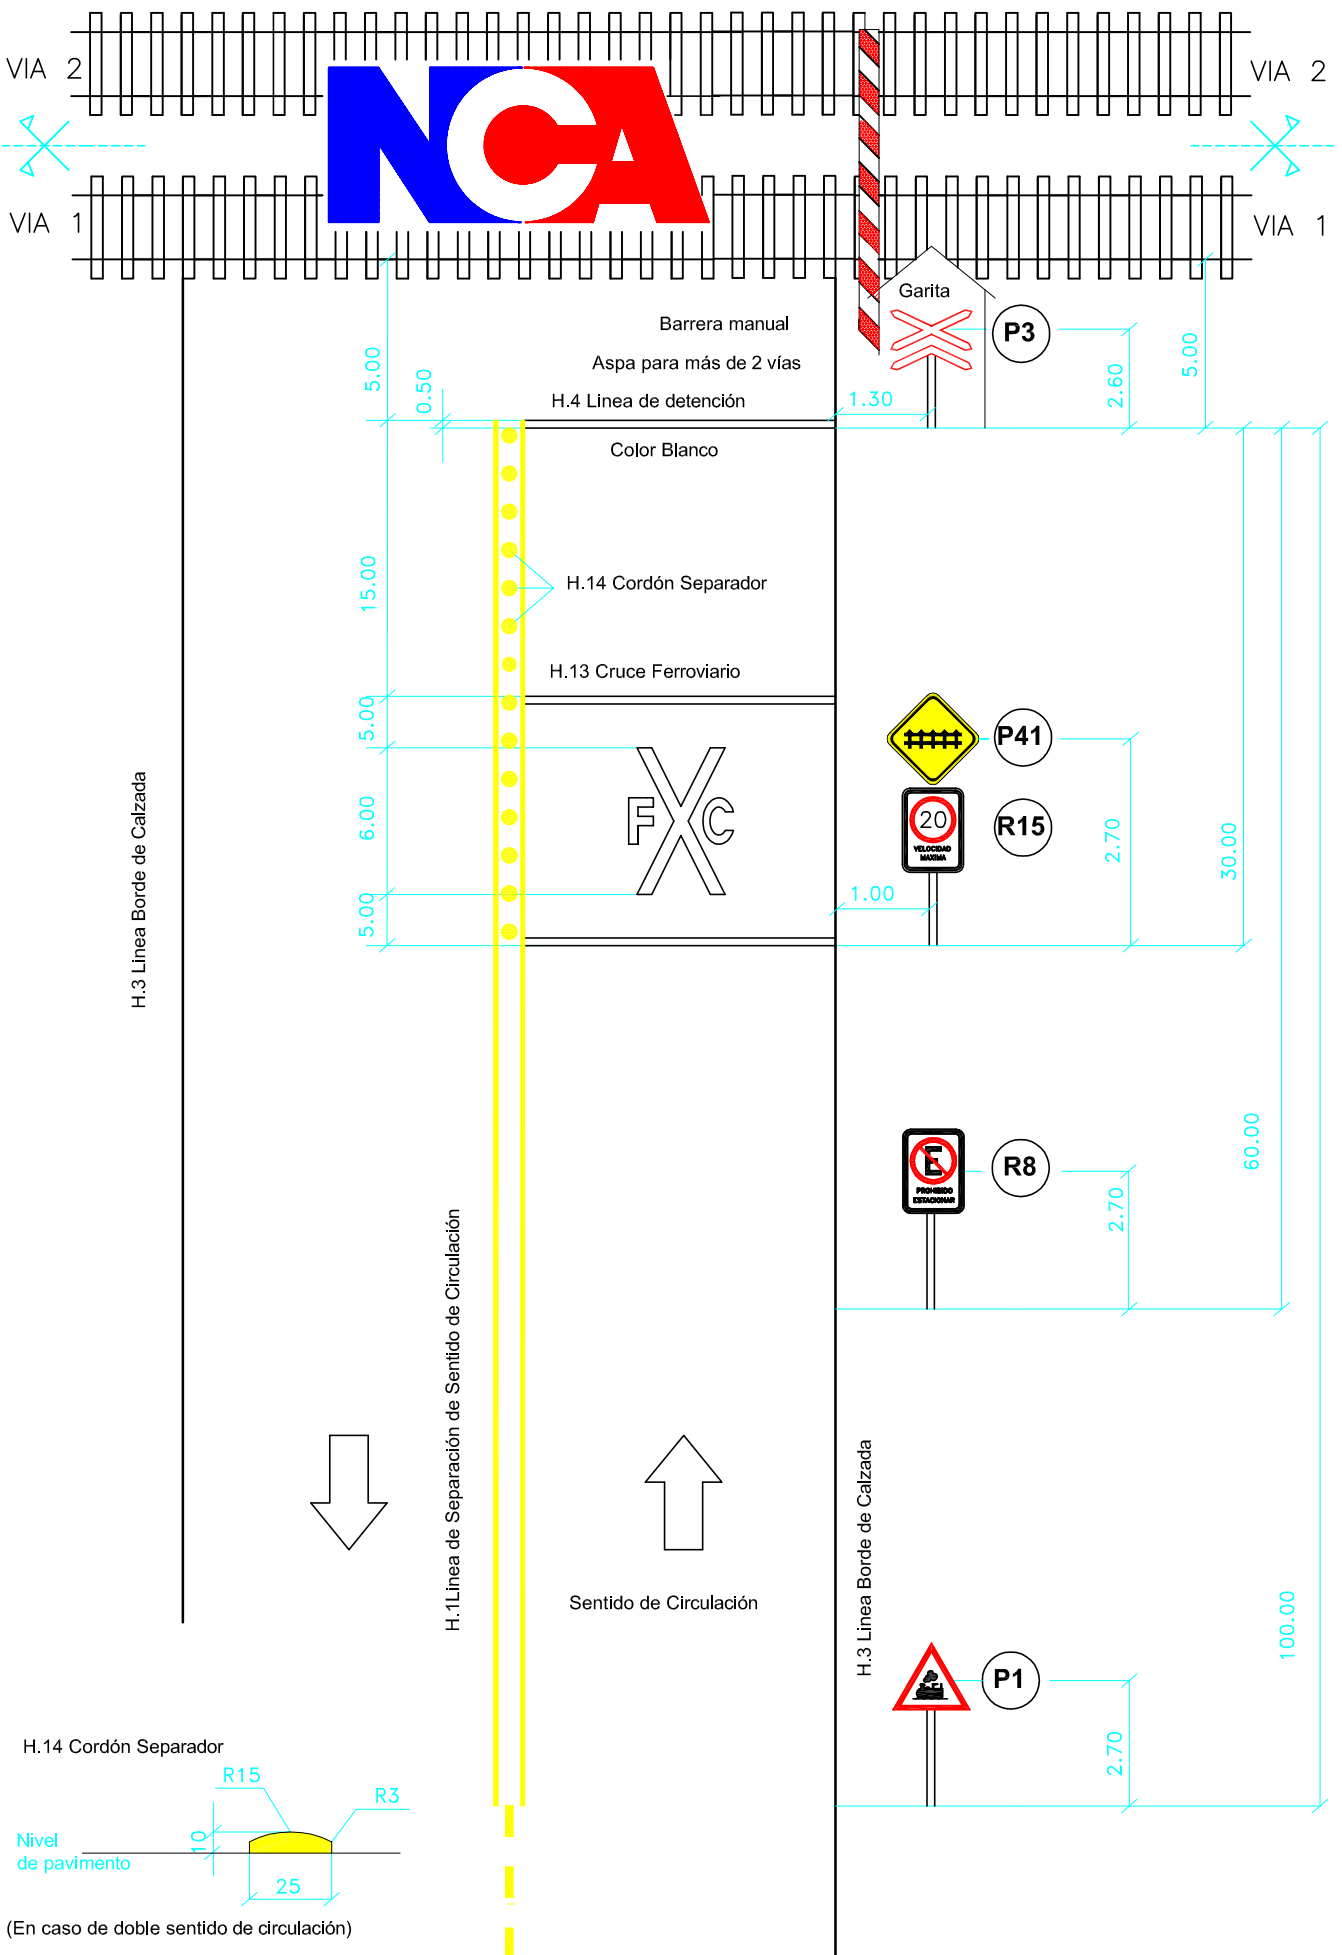 VIA 2
VIA 2
NCA
VIA 1
VIA 1
Garita
Barrera manual
P3
Aspa para más de 2 vías
5.00
0.50
1.30
2.60
5.00
H.4 Linea de detención
Color Blanco
15.00
H.14 Cordón Separador
H.13 Cruce Ferroviario
5.00
P41
H.3 Linea Borde de Calzada
6.00
F X C
20
VELOCIDAD
MAXIMA
R15
2.70
30.00
5.00
1.00
60.00
E
PROHIBIDO
ESTACIONAR
R8
2.70
H.1Linea de Separación de Sentido de Circulación
H.3 Linea Borde de Calzada
Sentido de Circulación
100.00
P1
2.70
H.14 Cordón Separador
R15
R3
10
Nivel
de pavimento
25
(En caso de doble sentido de circulación)